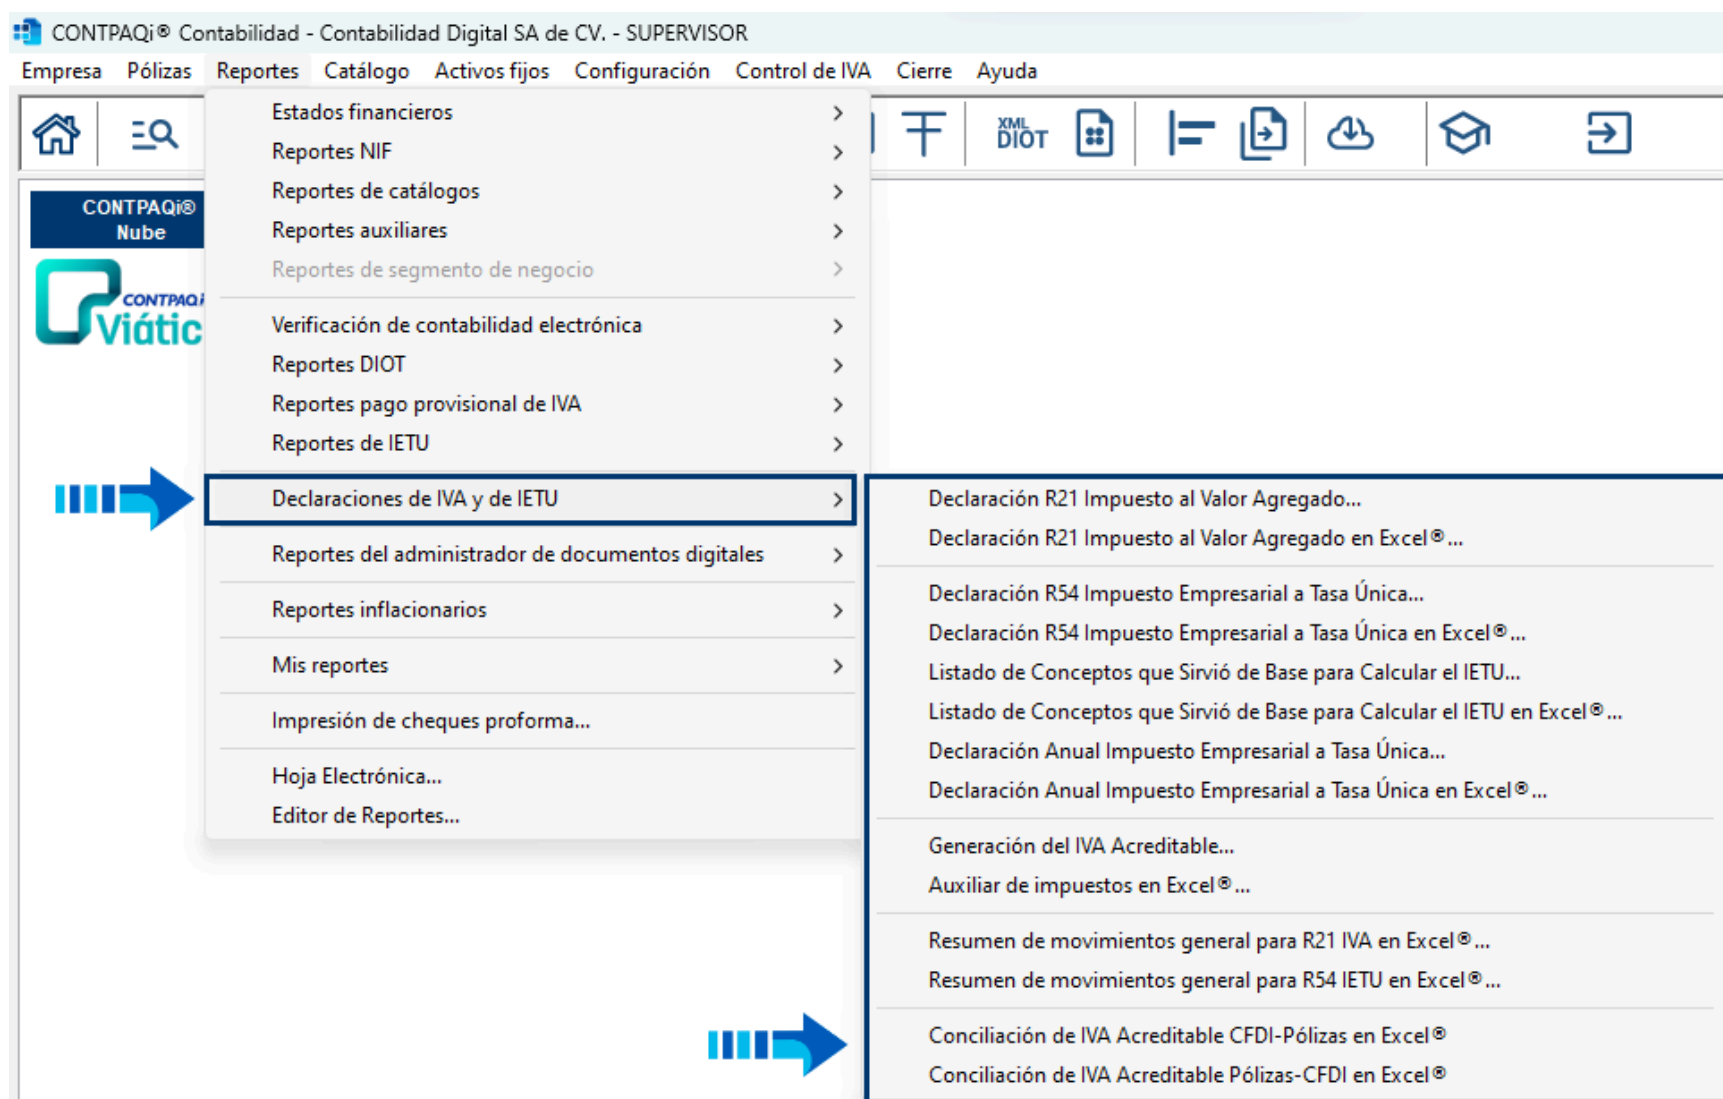 CONTPAQi® Contabilidad - Contabilidad Digital SA de CV. - SUPERVISOR
Empresa Pólizas Reportes Catálogo Activos fijos Configuración Control de IVA Cierre Ayuda
XML
DIOT
CONTPAQi®
Nube
CONTPAQi
Viátic
Estados financieros
Reportes NIF
Reportes de catálogos
Reportes auxiliares
Reportes de segmento de negocio
Verificación de contabilidad electrónica
Reportes DIOT
Reportes pago provisional de IVA
Reportes de IETU
Declaraciones de IVA y de IETU
Reportes del administrador de documentos digitales
Reportes inflacionarios
Mis reportes
Impresión de cheques proforma...
Hoja Electrónica...
Editor de Reportes...
Declaración R21 Impuesto al Valor Agregado...
Declaración R21 Impuesto al Valor Agregado en Excel®...
Declaración R54 Impuesto Empresarial a Tasa Única...
Declaración R54 Impuesto Empresarial a Tasa Única en Excel®...
Listado de Conceptos que Sirvió de Base para Calcular el IETU...
Listado de Conceptos que Sirvió de Base para Calcular el IETU en Excel®...
Declaración Anual Impuesto Empresarial a Tasa Única...
Declaración Anual Impuesto Empresarial a Tasa Única en Excel®...
Generación del IVA Acreditable...
Auxiliar de impuestos en Excel®...
Resumen de movimientos general para R21 IVA en Excel®...
Resumen de movimientos general para R54 IETU en Excel®...
Conciliación de IVA Acreditable CFDI-Pólizas en Excel®
Conciliación de IVA Acreditable Pólizas-CFDI en Excel®